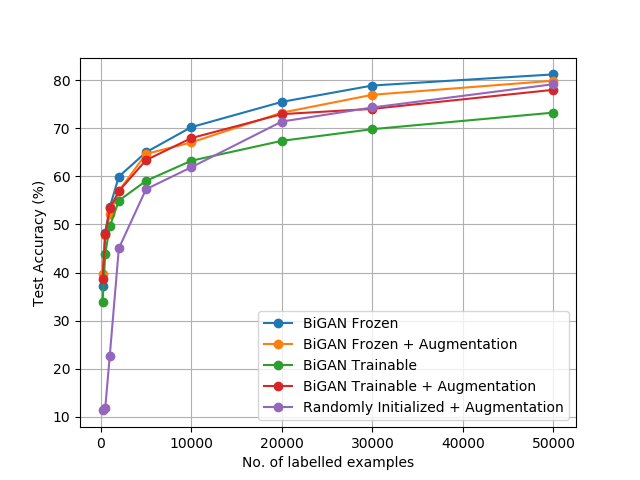 80
70
60
50
40
30
20
10
Test Accuracy (%)
BiGAN Frozen
BiGAN Frozen + Augmentation
BiGAN Trainable
BiGAN Trainable + Augmentation
Randomly Initialized + Augmentation
0 10000 20000 30000 40000 50000
No. of labelled examples